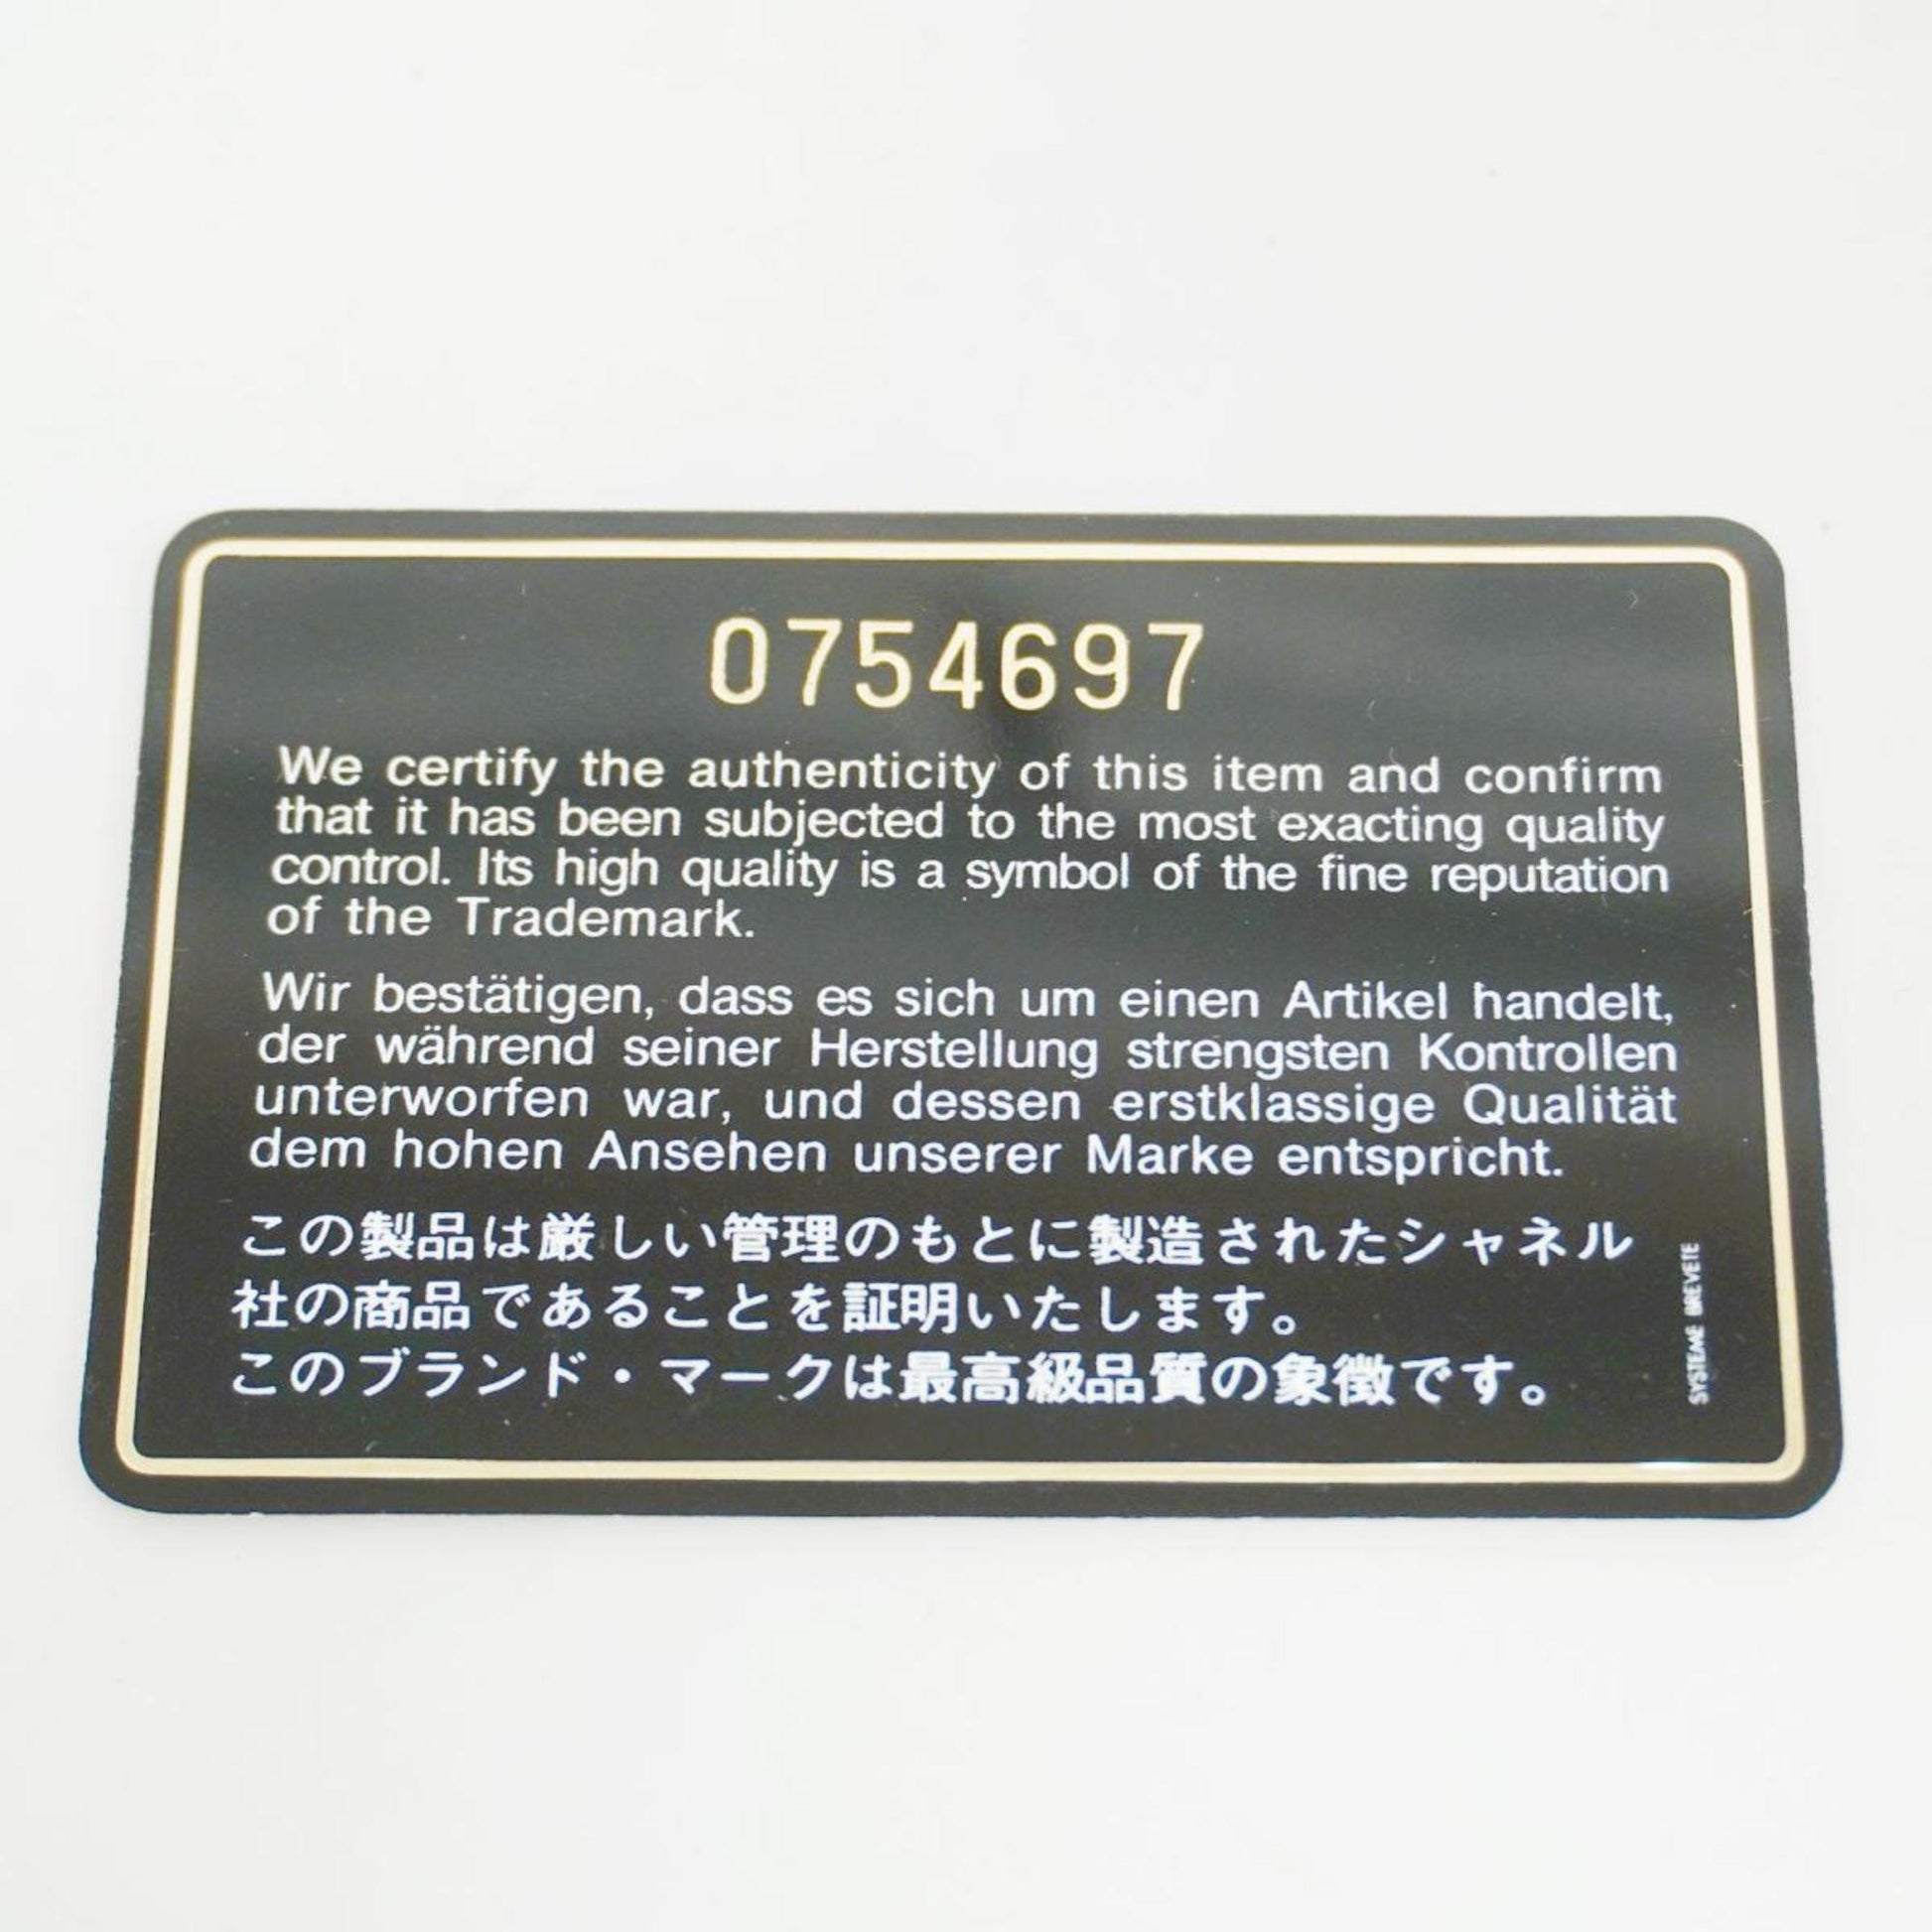 0754697
We certify the authenticity of this item and confirm
that it has been subjected to the most exacting quality
control. Its high quality is a symbol of the fine reputation
of the Trademark.
Wir bestätigen, dass es sich um einen Artikel handelt,
der während seiner Herstellung strengsten Kontrollen
unterworfen war, und dessen erstklassige Qualität
dem hohen Ansehen unserer Marke entspricht.
この製品は厳しい管理のもとに製造されたシャネル
社の商品であることを証明いたします。
このブランド・マークは最高級品質の象徴です。
SYSTEME BREVETE